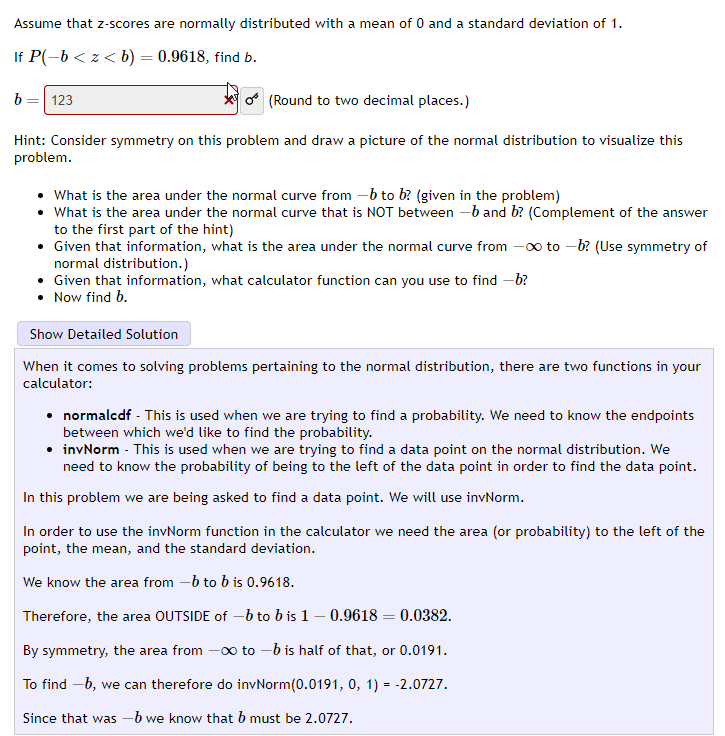 Assume that z-scores are normally distributed with a mean of 0 and a standard deviation of 1.
If P(−b < z < b) = 0.9618, find b.
b = 123 (Round to two decimal places.)
Hint: Consider symmetry on this problem and draw a picture of the normal distribution to visualize this
problem.
• What is the area under the normal curve from −b to b? (given in the problem)
• What is the area under the normal curve that is NOT between −b and b? (Complement of the answer
to the first part of the hint)
• Given that information, what is the area under the normal curve from −∞ to −b? (Use symmetry of
normal distribution.)
• Given that information, what calculator function can you use to find −b?
• Now find b.
Show Detailed Solution
When it comes to solving problems pertaining to the normal distribution, there are two functions in your
calculator:
• normalcdf - This is used when we are trying to find a probability. We need to know the endpoints
between which we'd like to find the probability.
• invNorm - This is used when we are trying to find a data point on the normal distribution. We
need to know the probability of being to the left of the data point in order to find the data point.
In this problem we are being asked to find a data point. We will use invNorm.
In order to use the invNorm function in the calculator we need the area (or probability) to the left of the
point, the mean, and the standard deviation.
We know the area from −b to b is 0.9618.
Therefore, the area OUTSIDE of −b to b is 1 − 0.9618 = 0.0382.
By symmetry, the area from −∞ to −b is half of that, or 0.0191.
To find −b, we can therefore do invNorm(0.0191, 0, 1) = -2.0727.
Since that was −b we know that b must be 2.0727.